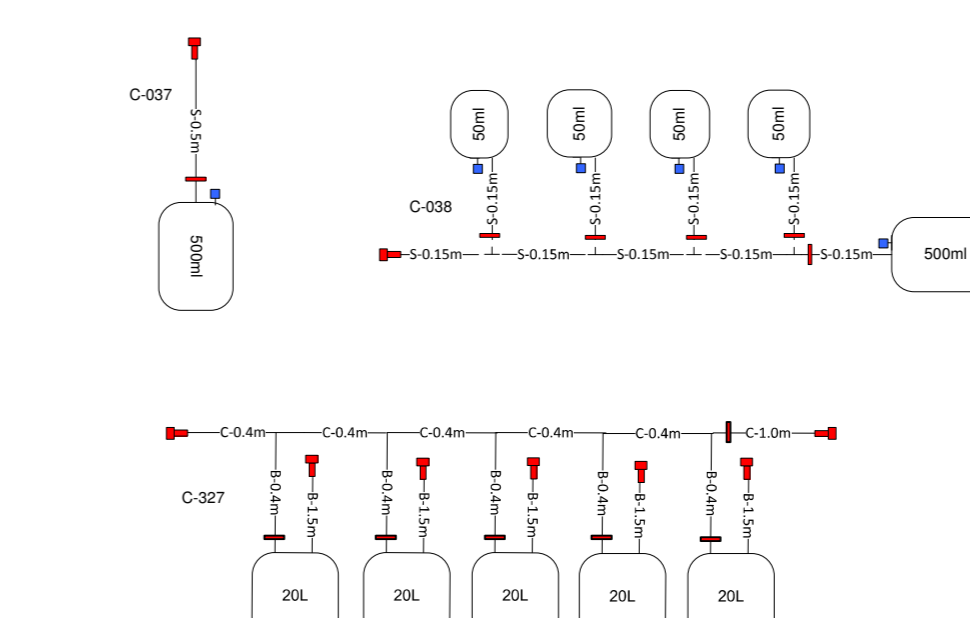 C-037
S-0.5m
500ml
50ml
50ml
50ml
50ml
C-038
S-0.15m
S-0.15m
S-0.15m
S-0.15m
S-0.15m
S-0.15m
S-0.15m
S-0.15m
S-0.15m
500ml
C-0.4m
C-0.4m
C-0.4m
C-0.4m
C-0.4m
C-1.0m
C-327
B-0.4m
B-1.5m
B-0.4m
B-1.5m
B-0.4m
B-1.5m
B-0.4m
B-1.5m
B-0.4m
B-1.5m
20L
20L
20L
20L
20L